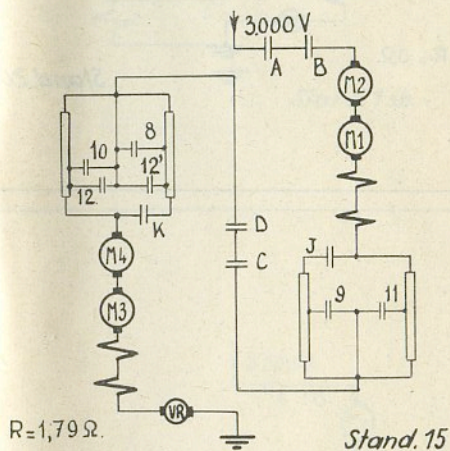 3.000 V
A B
M2
8
10
M1
12'
12
K
D
J
M4
C
9 11
M3
VR
R=1,79 Ω.
Stand. 15